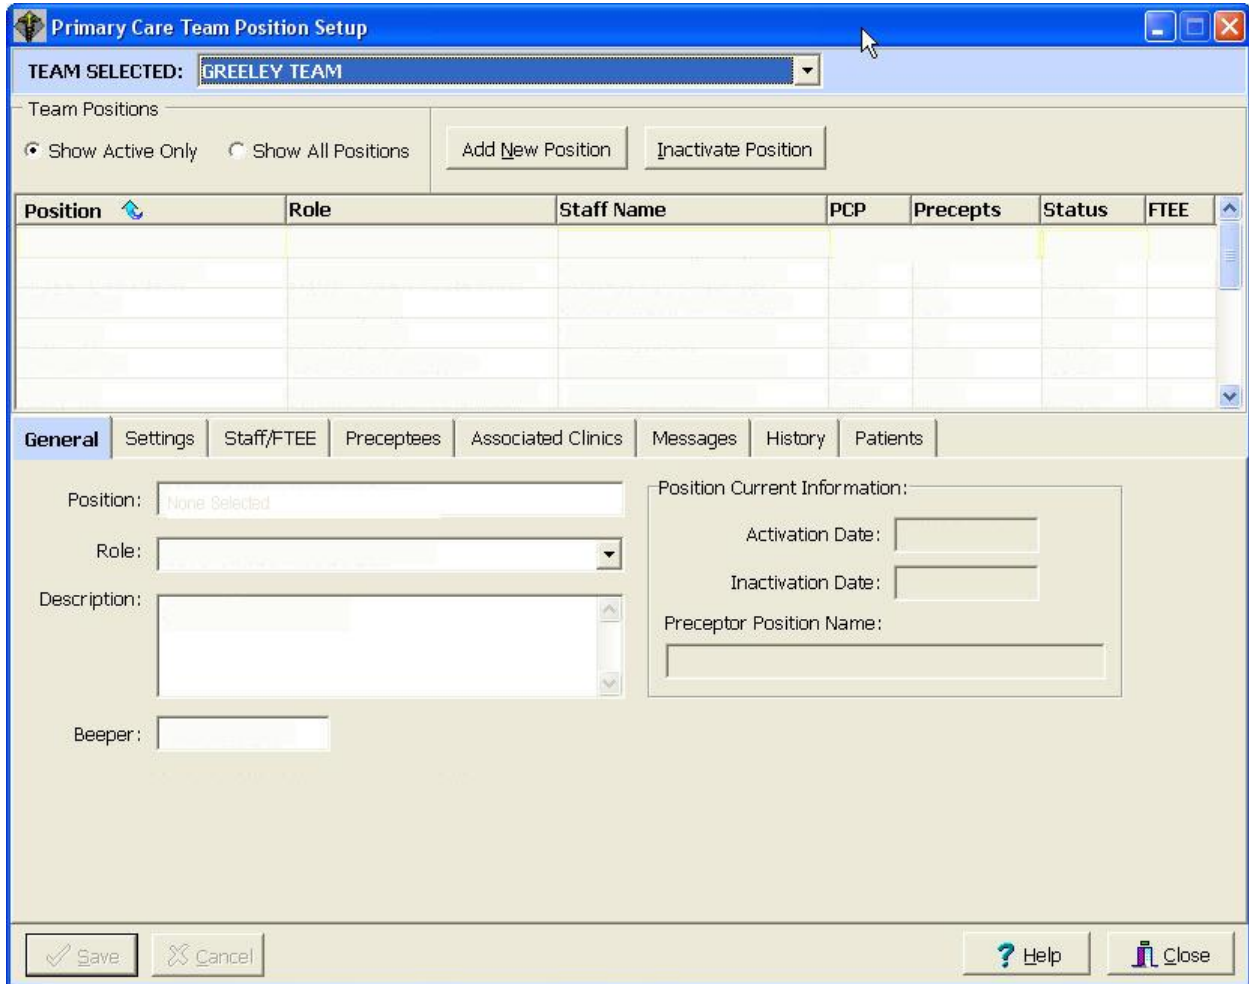 Primary Care Team Position Setup
TEAM SELECTED: GREELEY TEAM
Team Positions
Show Active Only Show All Positions Add New Position Inactivate Position
Position Role Staff Name PCP Precepts Status FTEE
General Settings Staff/FTEE Preceptees Associated Clinics Messages History Patients
Position: None Selected
Role:
Description:
Beeper:
Position Current Information:
Activation Date:
Inactivation Date:
Preceptor Position Name:
Save Cancel Help Close